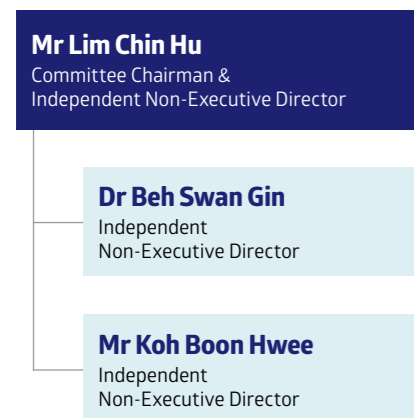 Mr Lim Chin Hu
Committee Chairman &
Independent Non-Executive Director
Dr Beh Swan Gin
Independent
Non-Executive Director
Mr Koh Boon Hwee
Independent
Non-Executive Director